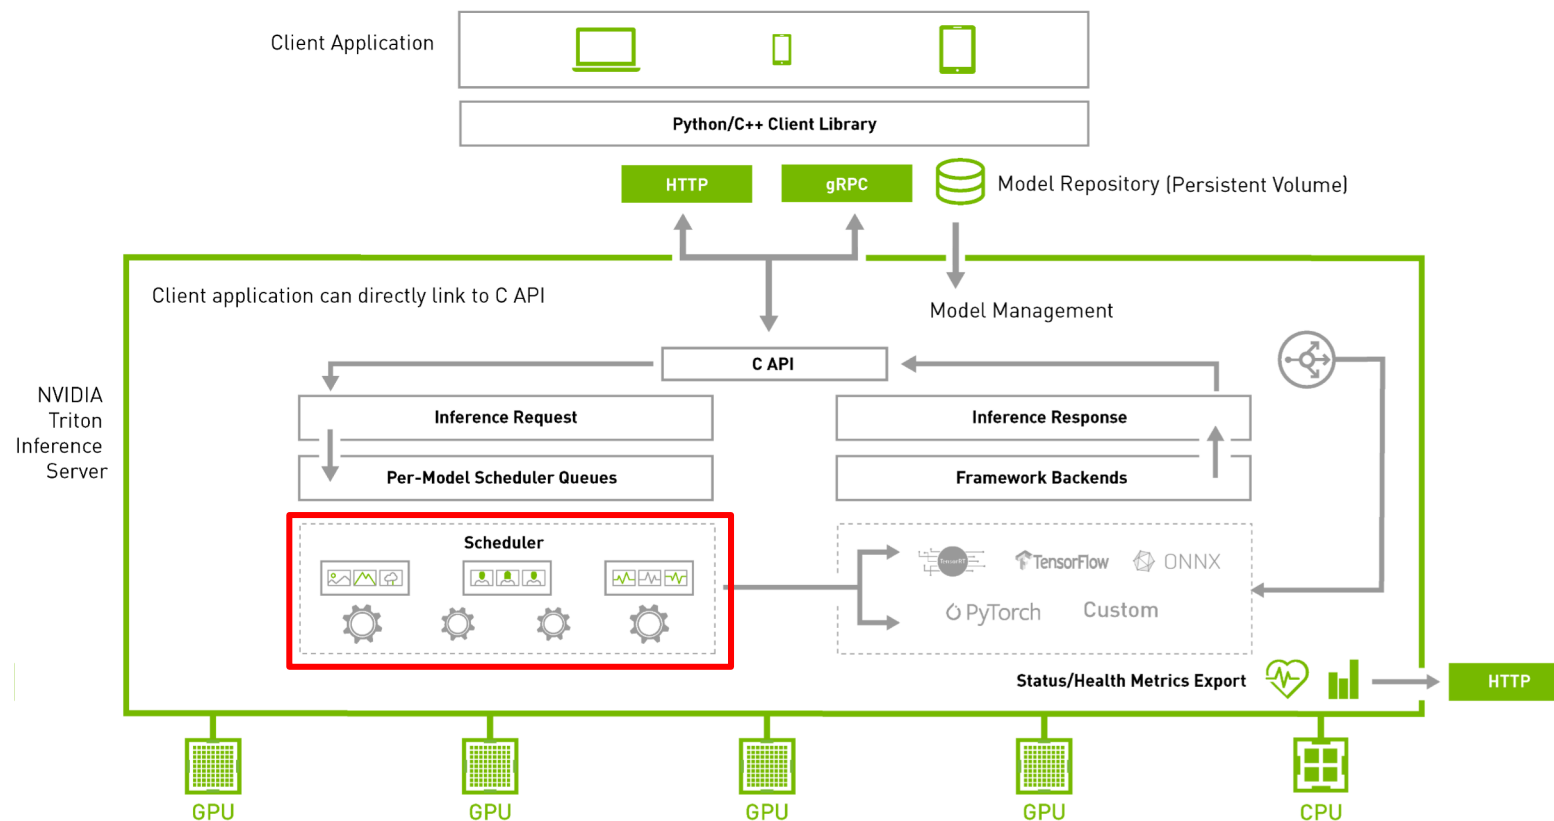 Client Application
Python/C++ Client Library
HTTP
gRPC
Model Repository (Persistent Volume)
Client application can directly link to C API
Model Management
C API
NVIDIA
Triton
Inference
Server
Inference Request
Inference Response
Per-Model Scheduler Queues
Framework Backends
Scheduler
TensorRT
TensorFlow
ONNX
PyTorch
Custom
Status/Health Metrics Export
HTTP
GPU
GPU
GPU
GPU
CPU